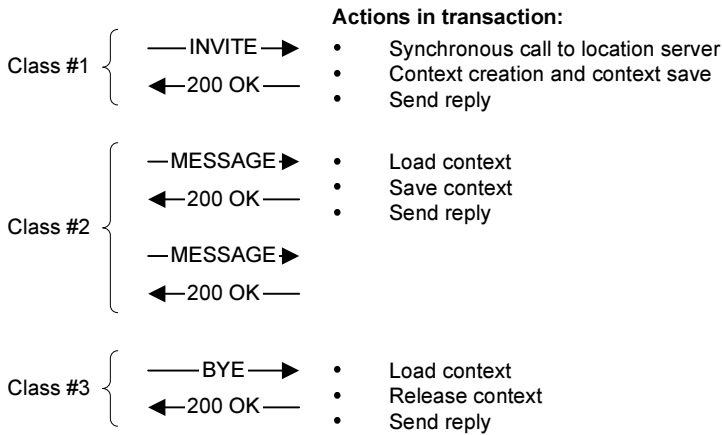 Actions in transaction:
Class #1
INVITE
• Synchronous call to location server
• Context creation and context save
200 OK
• Send reply
Class #2
MESSAGE
• Load context
• Save context
200 OK
• Send reply
MESSAGE
200 OK
Class #3
BYE
• Load context
• Release context
200 OK
• Send reply